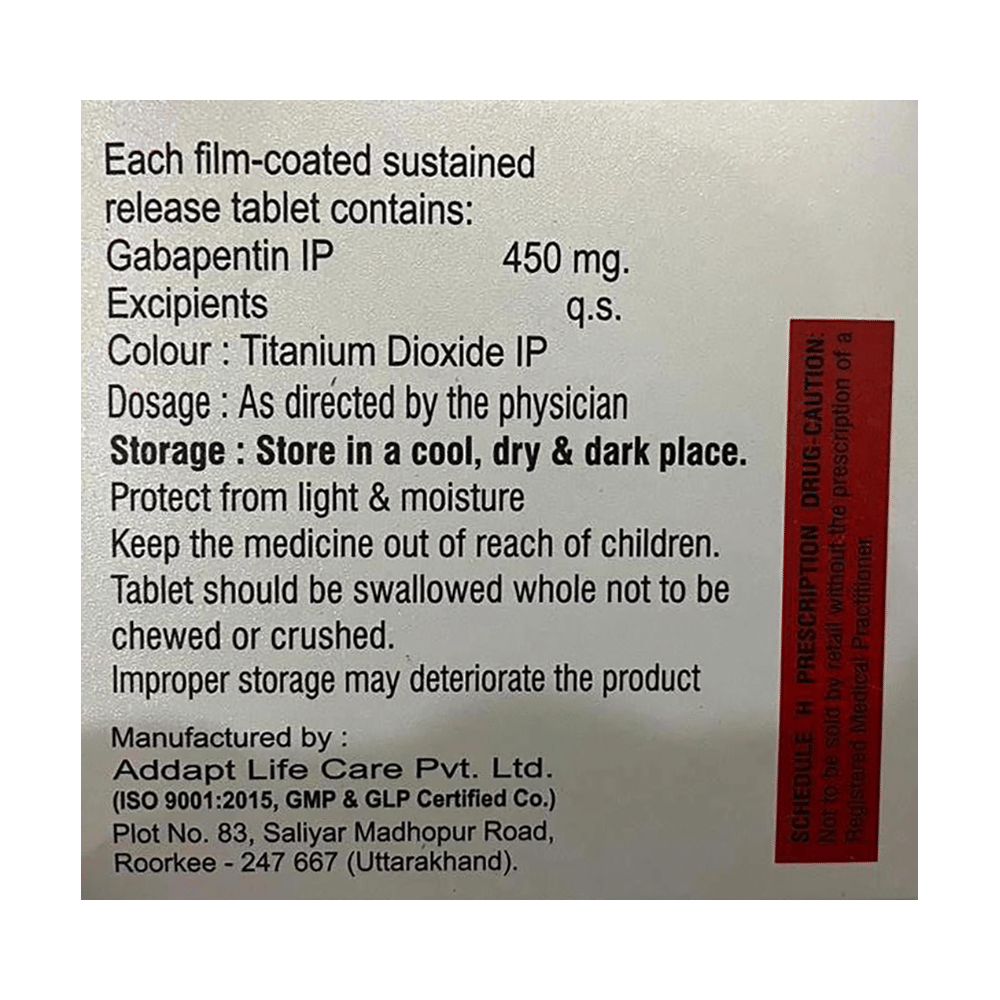 Each film-coated sustained
release tablet contains:
Gabapentin IP 450 mg.
Excipients q.s.
Colour : Titanium Dioxide IP
Dosage : As directed by the physician
Storage : Store in a cool, dry & dark place.
Protect from light & moisture
Keep the medicine out of reach of children.
Tablet should be swallowed whole not to be
chewed or crushed.
Improper storage may deteriorate the product
Manufactured by :
Addapt Life Care Pvt. Ltd.
(ISO 9001:2015, GMP & GLP Certified Co.)
Plot No. 83, Saliyar Madhopur Road,
Roorkee - 247 667 (Uttarakhand).
SCHEDULE H PRESCRIPTION DRUG-CAUTION:
Not to be sold by retail without the prescription of a
Registered Medical Practitioner.